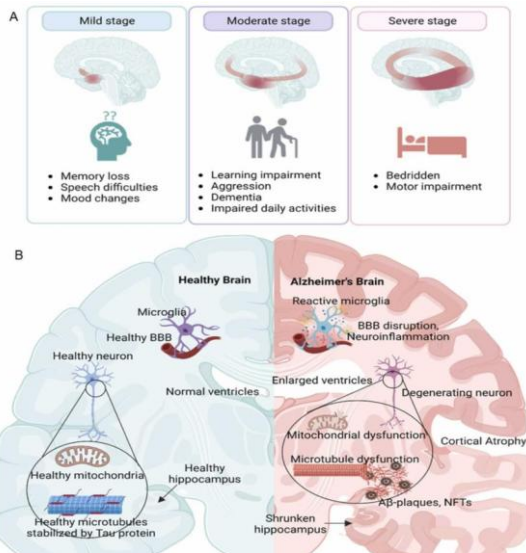 A
Mild stage
Moderate stage
Severe stage
??
• Memory loss
• Speech difficulties
• Mood changes
• Learning impairment
• Aggression
• Dementia
• Impaired daily activities
• Bedridden
• Motor impairment
B
Healthy Brain
Alzheimer's Brain
Microglia
Reactive microglia
Healthy BBB
BBB disruption,
Neuroinflammation
Healthy neuron
Normal ventricles
Enlarged ventricles
Degenerating neuron
Healthy mitochondria
Mitochondrial dysfunction
Cortical Atrophy
Microtubule dysfunction
Healthy
hippocampus
Healthy microtubules
stabilized by Tau protein
Aβ-plaques, NFTs
Shrunken
hippocampus